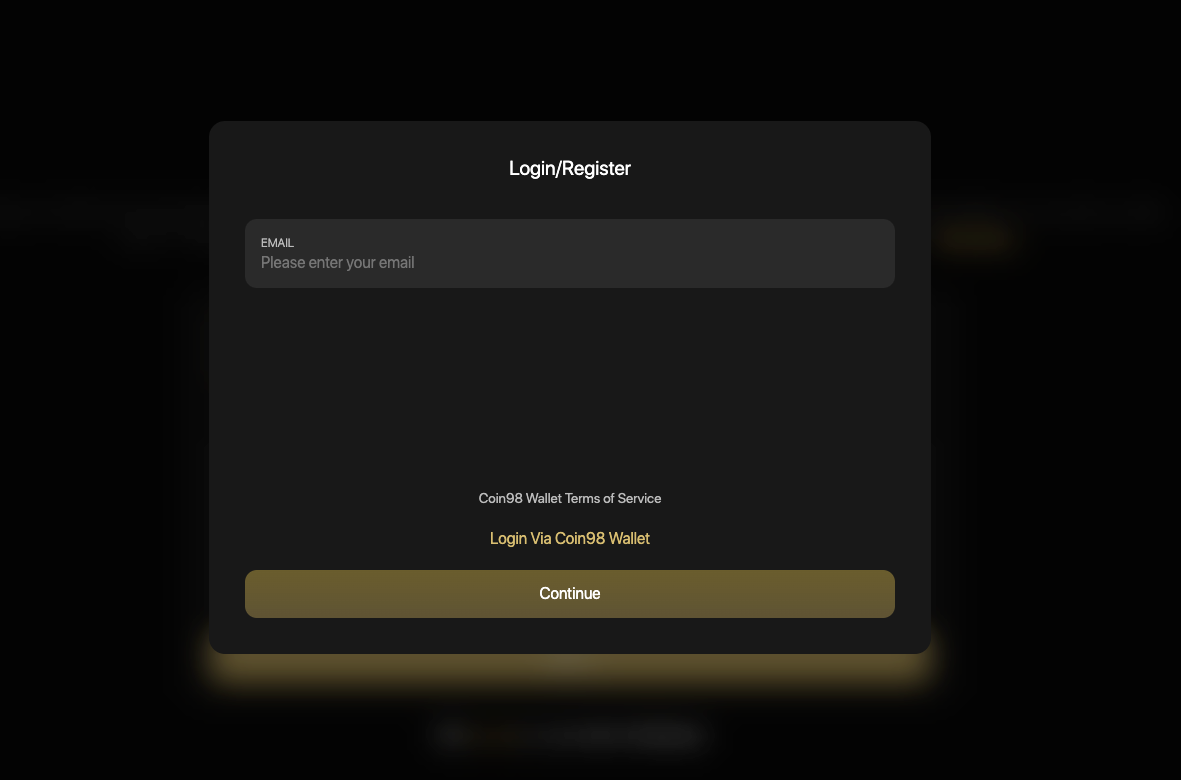 Login/Register
EMAIL
Please enter your email
Coin98 Wallet Terms of Service
Login Via Coin98 Wallet
Continue